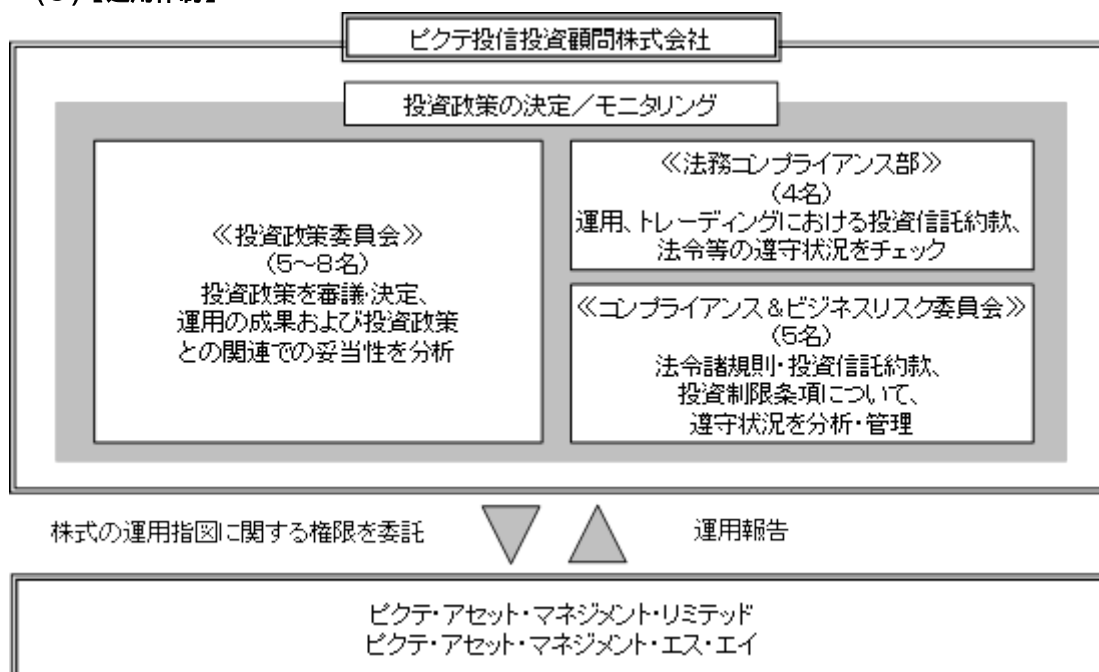 ピクテ投信投資顧問株式会社
投資政策の決定／モニタリング
≪投資政策委員会≫
(5～8名)
投資政策を審議・決定、
運用の成果および投資政策
との関連での妥当性を分析
≪法務コンプライアンス部≫
(4名)
運用、トレーディングにおける投資信託約款、
法令等の遵守状況をチェック
≪コンプライアンス＆ビジネスリスク委員会≫
(5名)
法令諸規則・投資信託約款、
投資制限条項について、
遵守状況を分析・管理
株式の運用指図に関する権限を委託
運用報告
ピクテ・アセット・マネジメント・リミテッド
ピクテ・アセット・マネジメント・エス・エイ